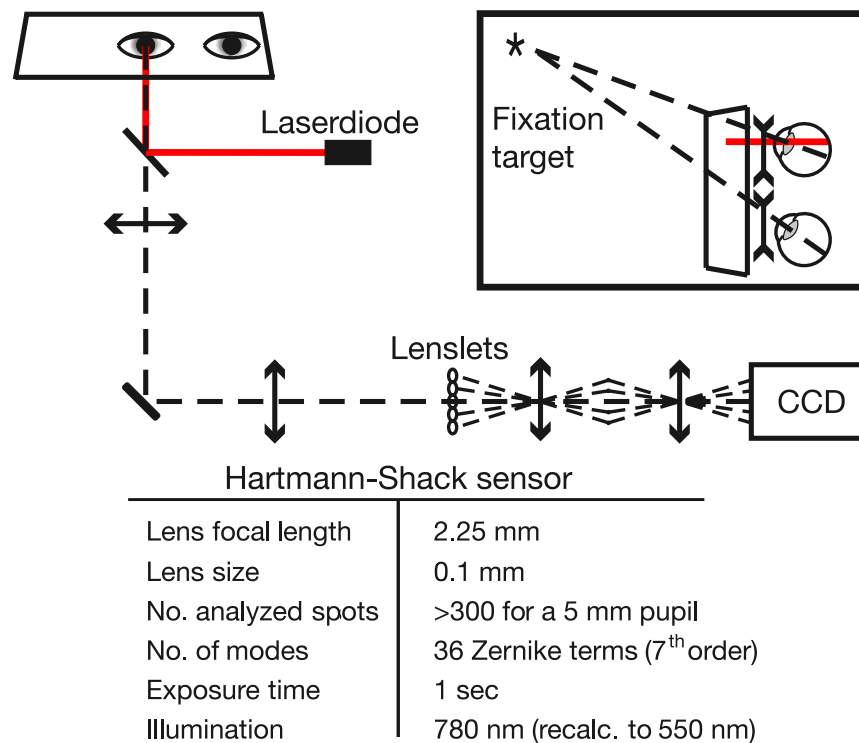 Laserdiode
Fixation
target
Lenslets
CCD
Hartmann-Shack sensor
Lens focal length 2.25 mm
Lens size 0.1 mm
No. analyzed spots >300 for a 5 mm pupil
No. of modes 36 Zernike terms (7th order)
Exposure time 1 sec
Illumination 780 nm (recalc. to 550 nm)